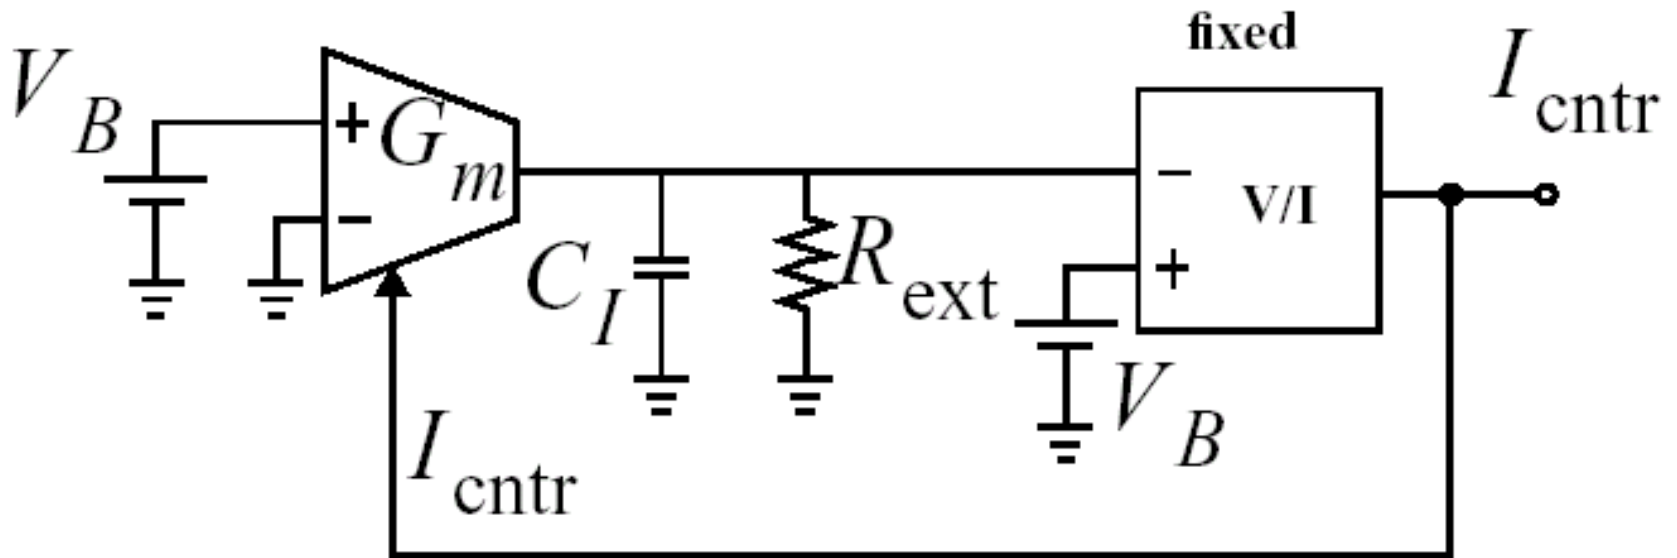 fixed
V_B
+
G_m
−
C_I
R_ext
−
V/I
+
V_B
I_cntr
I_cntr